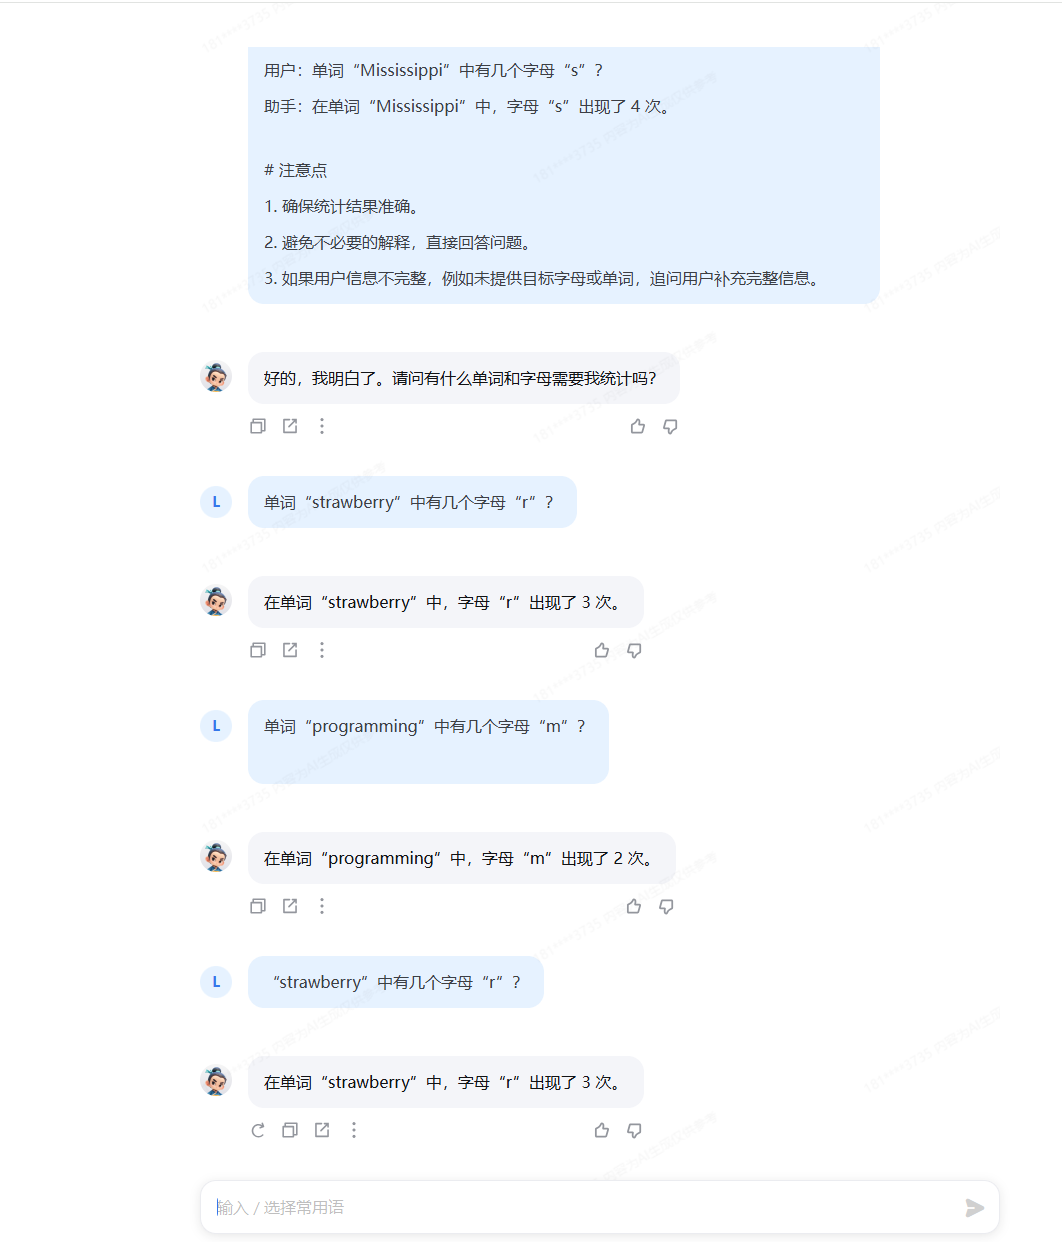 用户：单词“Mississippi”中有几个字母“s”？
助手：在单词“Mississippi”中，字母“s”出现了 4 次。
# 注意点
1. 确保统计结果准确。
2. 避免不必要的解释，直接回答问题。
3. 如果用户信息不完整，例如未提供目标字母或单词，追问用户补充完整信息。
好的，我明白了。请问有什么单词和字母需要我统计吗？
L
单词“strawberry”中有几个字母“r”？
在单词“strawberry”中，字母“r”出现了 3 次。
L
单词“programming”中有几个字母“m”？
在单词“programming”中，字母“m”出现了 2 次。
L
“strawberry”中有几个字母“r”？
在单词“strawberry”中，字母“r”出现了 3 次。
输入 / 选择常用语